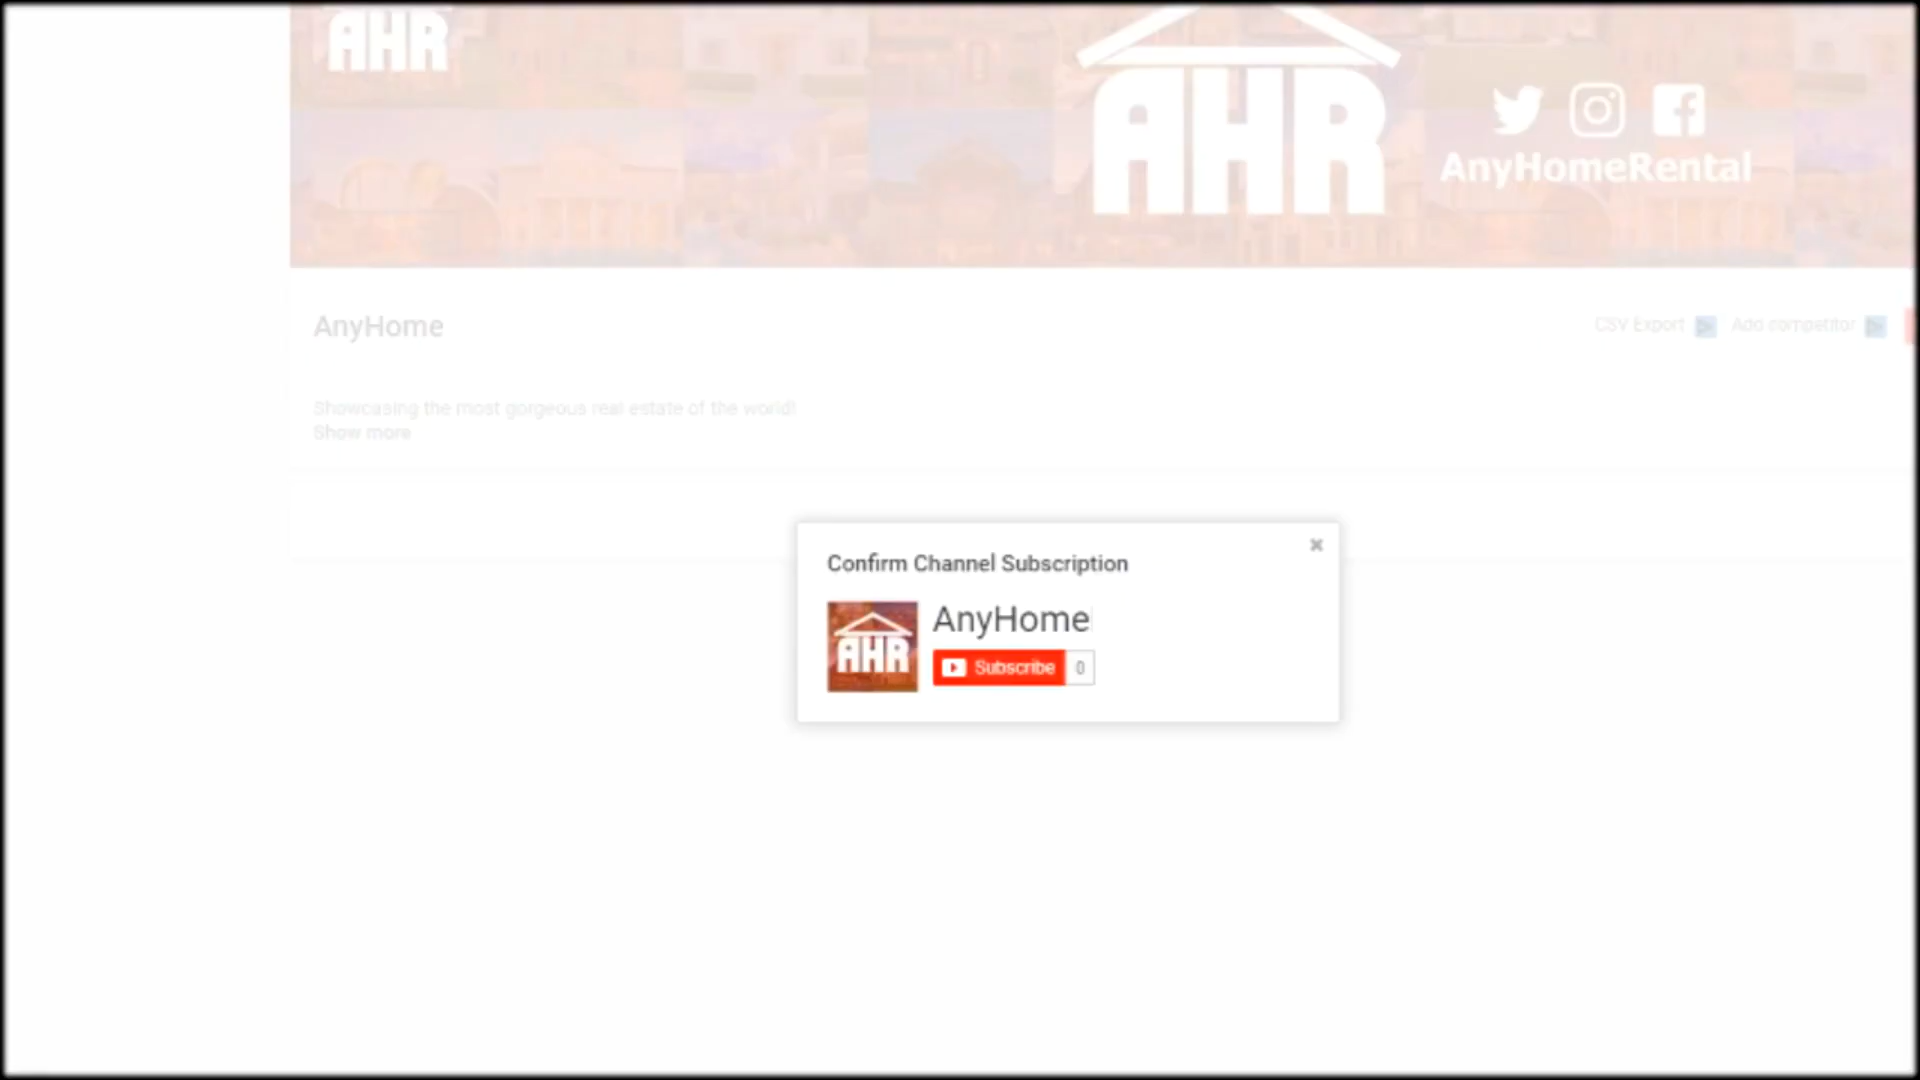 AHR
AHR
AnyHomeRental
AnyHome
CSV Export
Add competitor
Showcasing the most gorgeous real estate of the world!
Show more
Confirm Channel Subscription
AHR
AnyHome
Subscribe 0